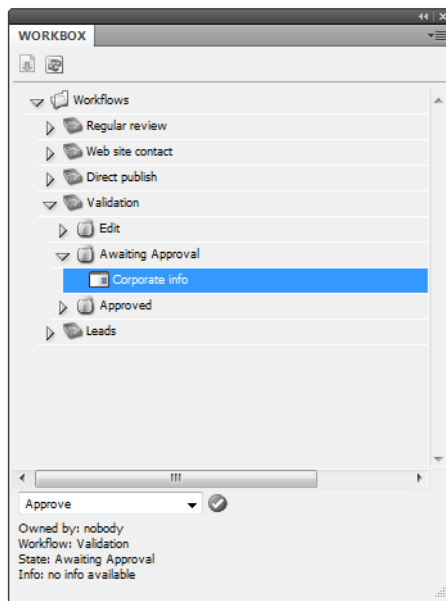 WORKBOX
Workflows
Regular review
Web site contact
Direct publish
Validation
Edit
Awaiting Approval
Corporate info
Approved
Leads
Approve
Owned by: nobody
Workflow: Validation
State: Awaiting Approval
Info: no info available